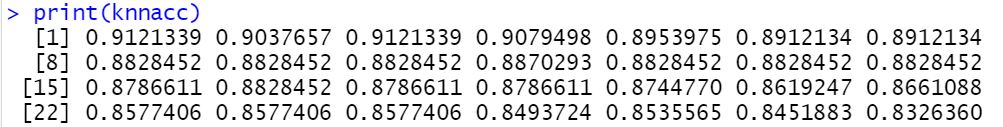 > print(knnacc)
[1] 0.9121339 0.9037657 0.9121339 0.9079498 0.8953975 0.8912134 0.8912134
[8] 0.8828452 0.8828452 0.8828452 0.8870293 0.8828452 0.8828452 0.8828452
[15] 0.8786611 0.8828452 0.8786611 0.8786611 0.8744770 0.8619247 0.8661088
[22] 0.8577406 0.8577406 0.8577406 0.8493724 0.8535565 0.8451883 0.8326360